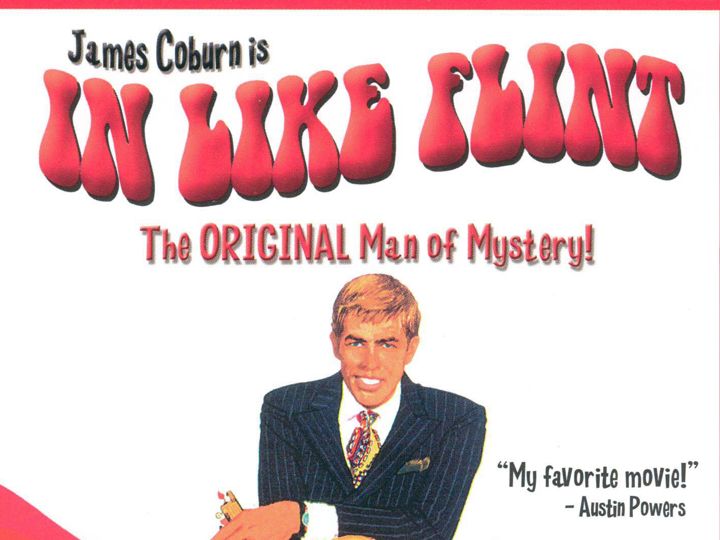 James Coburn is
IN LIKE FLINT
The ORIGINAL Man of Mystery!
“My favorite movie!”
– Austin Powers